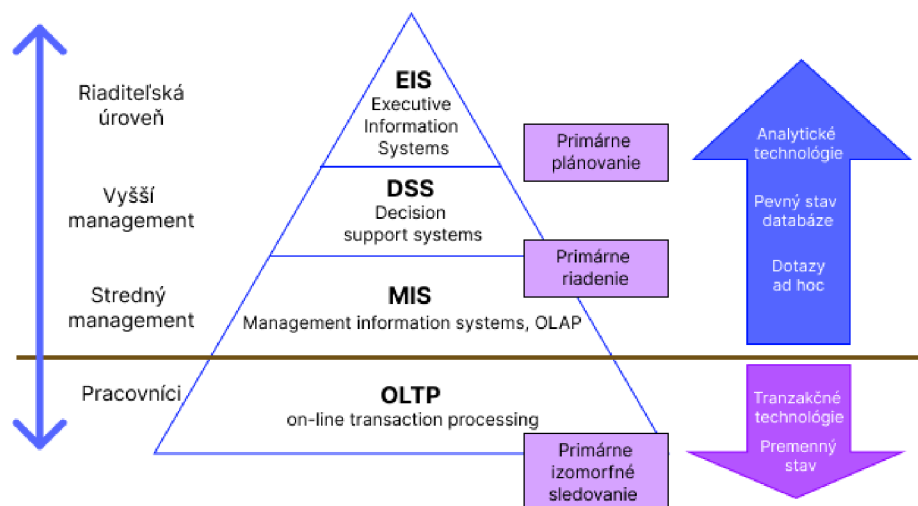 Riaditeľská
úroveň
EIS
Executive
Information
Systems
Primárne
plánovanie
Analytické
technológie
Vyšší
management
DSS
Decision
support systems
Pevný stav
databáze
Primárne
riadenie
Dotazy
ad hoc
Stredný
management
MIS
Management information systems, OLAP
Pracovníci
OLTP
on-line transaction processing
Tranzakčné
technológie
Primárne
izomorfné
sledovanie
Premenný
stav